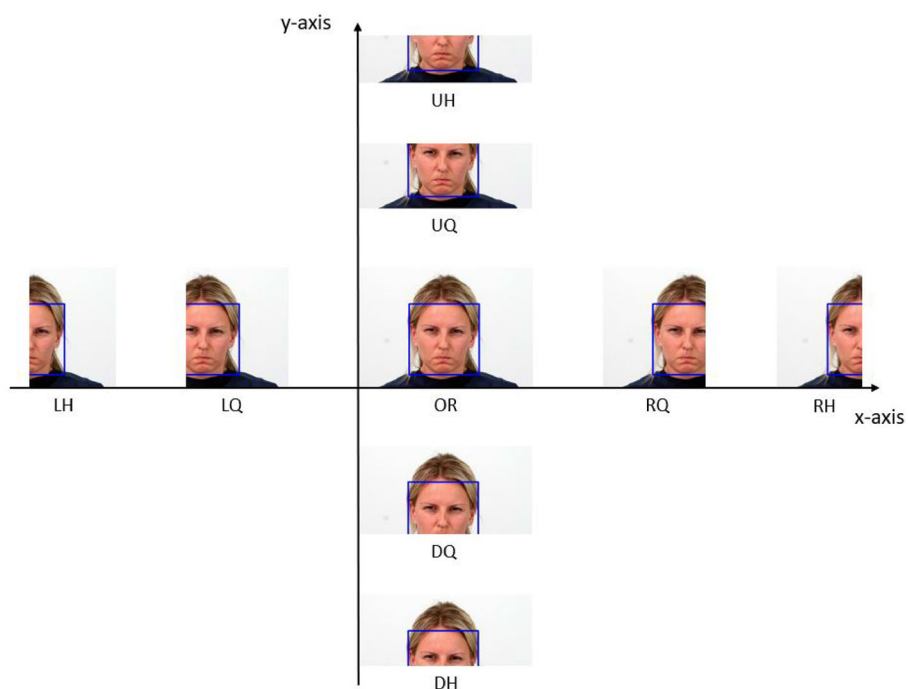 y-axis
UH
UQ
LH
LQ
OR
RQ
RH
x-axis
DQ
DH